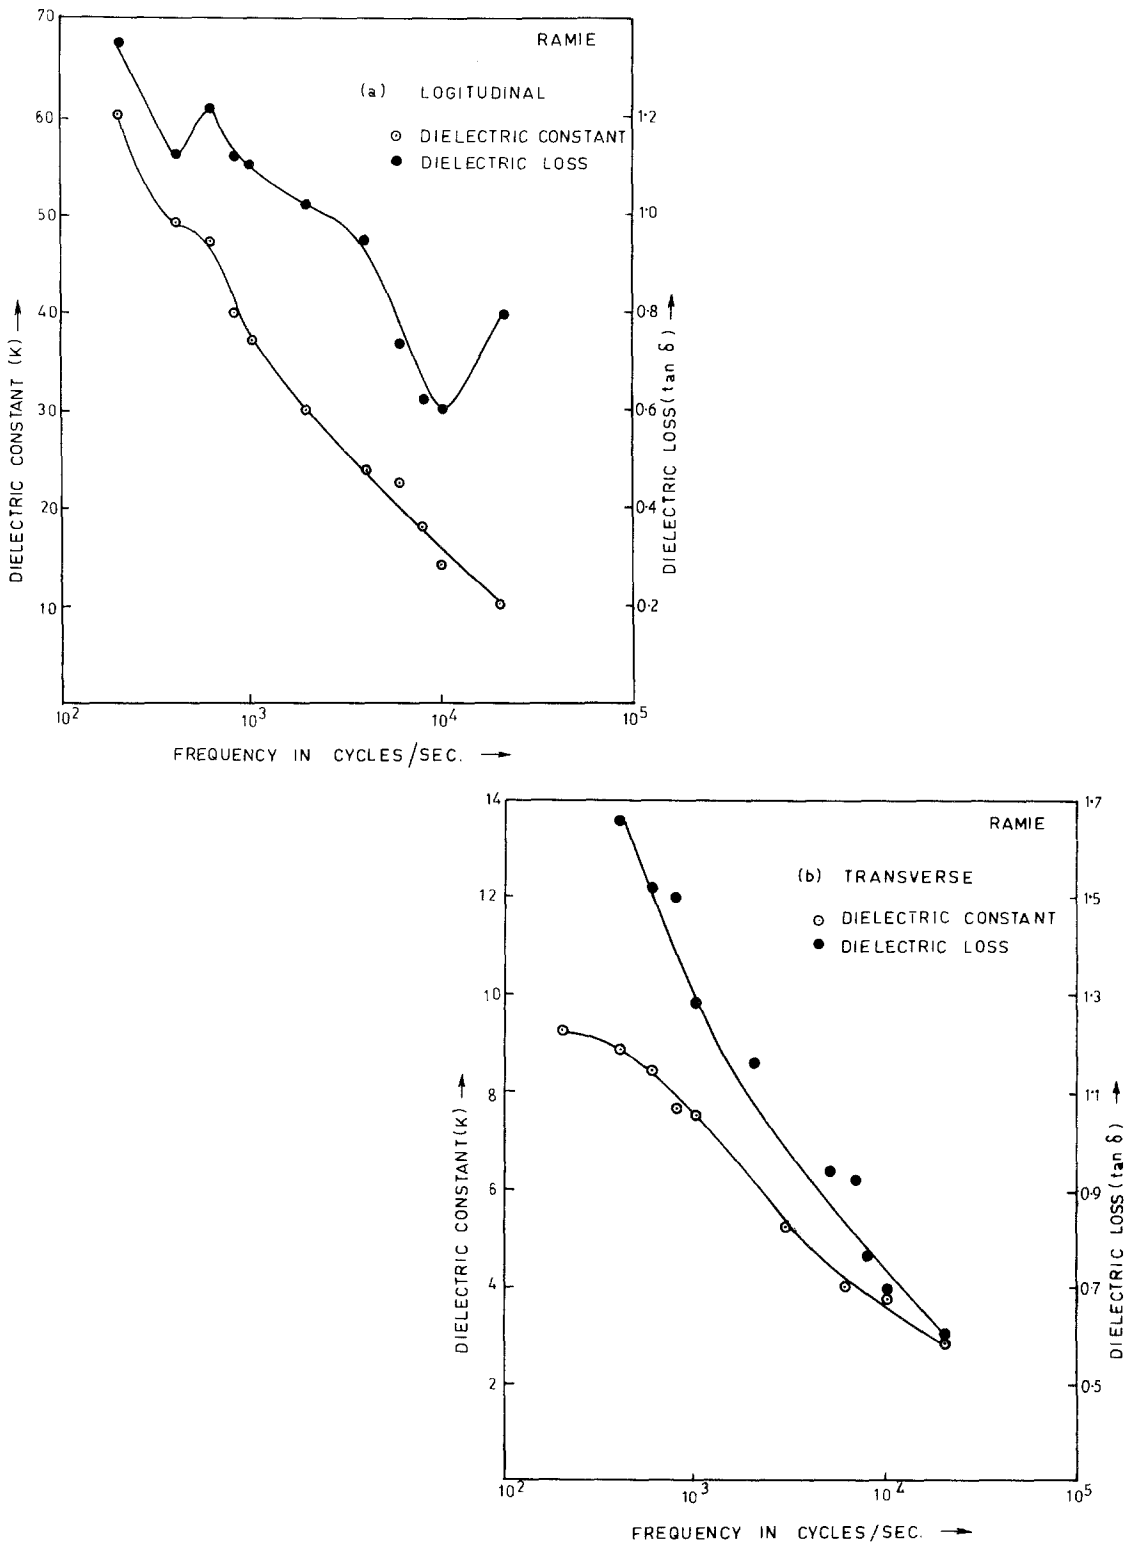 RAMIE
(a) LOGITUDINAL
DIELECTRIC CONSTANT
DIELECTRIC LOSS
70
60
50
40
30
20
10
DIELECTRIC CONSTANT (K) →
1·2
1·0
0·8
0·6
0·4
0·2
DIELECTRIC LOSS (tan δ) →
10² 10³ 10⁴ 10⁵
FREQUENCY IN CYCLES/SEC. →
RAMIE
(b) TRANSVERSE
DIELECTRIC CONSTANT
DIELECTRIC LOSS
14
12
10
8
6
4
2
DIELECTRIC CONSTANT (K) →
1·7
1·5
1·3
1·1
0·9
0·7
0·5
DIELECTRIC LOSS (tan δ) →
10² 10³ 10⁴ 10⁵
FREQUENCY IN CYCLES/SEC. →